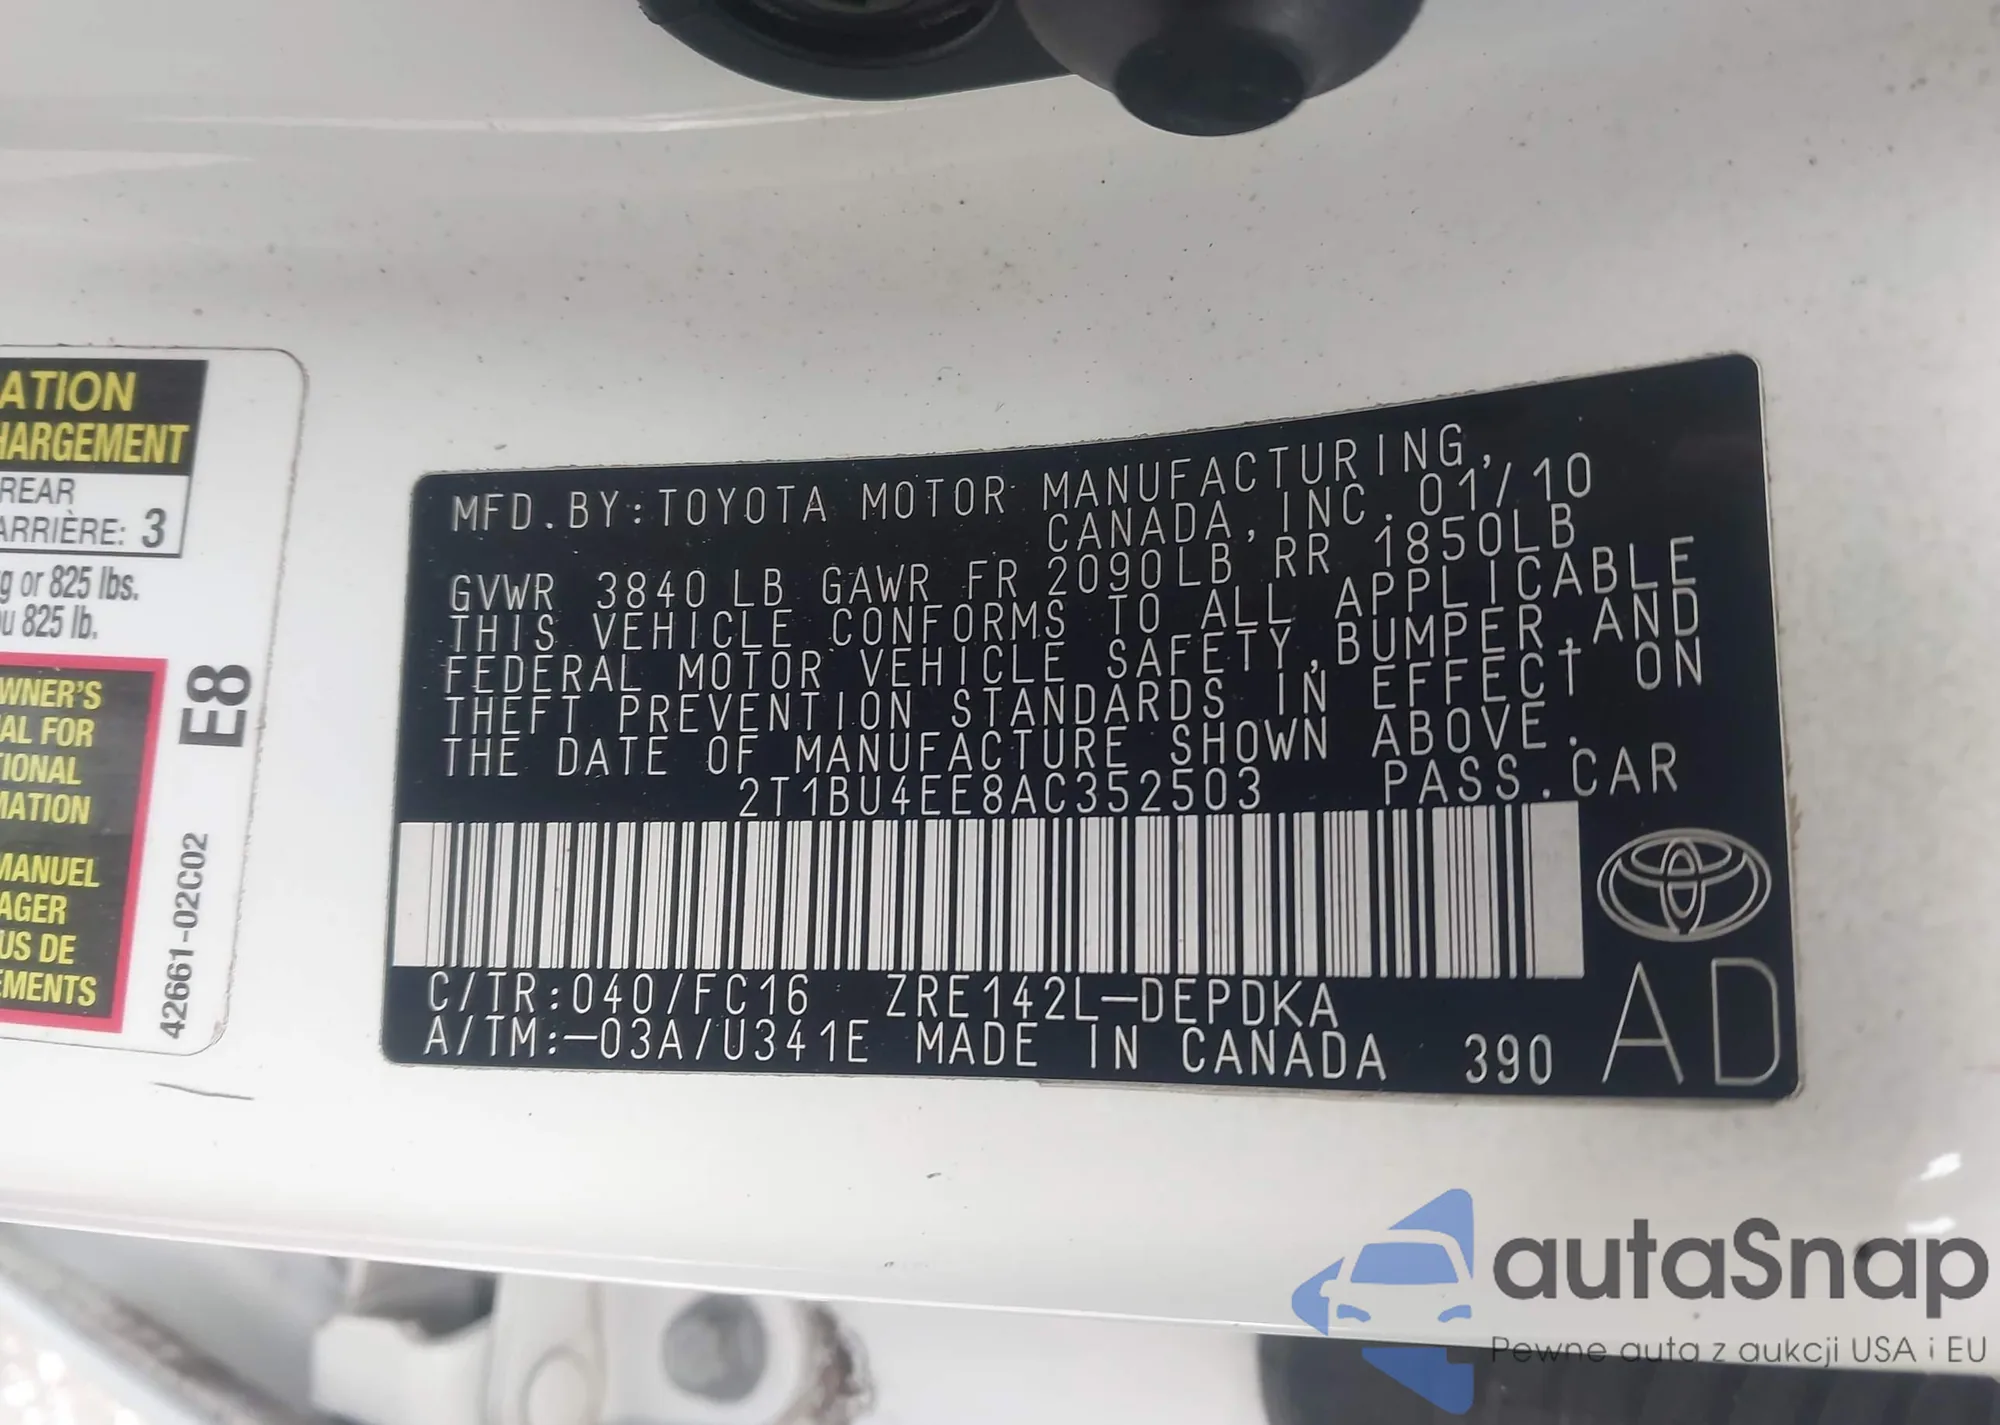 ATION
HARGEMENT
REAR
ARRIÈRE: 3
g or 825 lbs.
u 825 lb.
WNER'S
AL FOR
TIONAL
MATION
MANUEL
AGER
US DE
EMENTS
E8
42661-02C02
MFD.BY:TOYOTA MOTOR MANUFACTURING,
CANADA,INC.01/10
GVWR 3840 LB GAWR FR 2090LB RR 1850LB
THIS VEHICLE CONFORMS TO ALL APPLICABLE
FEDERAL MOTOR VEHICLE SAFETY,BUMPER,AND
THEFT PREVENTION STANDARDS IN EFFECT ON
THE DATE OF MANUFACTURE SHOWN ABOVE.
2T1BU4EE8AC352503 PASS.CAR
C/TR:040/FC16 ZRE142L-DEPDKA
A/TM:-03A/U341E MADE IN CANADA 390
AD
autaSnap
Pewne auta z aukcji USA i EU